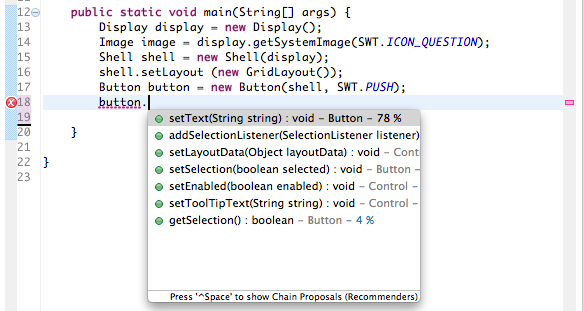 12 public static void main(String[] args) {
13 Display display = new Display();
14 Image image = display.getSystemImage(SWT.ICON_QUESTION);
15 Shell shell = new Shell(display);
16 shell.setLayout (new GridLayout());
17 Button button = new Button(shell, SWT.PUSH);
18 button.
19
20 }
21
22 }
23
setText(String string) : void – Button – 78 %
addSelectionListener(SelectionListener listener)
setLayoutData(Object layoutData) : void – Cont
setSelection(boolean selected) : void – Button –
setEnabled(boolean enabled) : void – Control –
setToolTipText(String string) : void – Control –
getSelection() : boolean – Button – 4 %
Press '^Space' to show Chain Proposals (Recommenders)